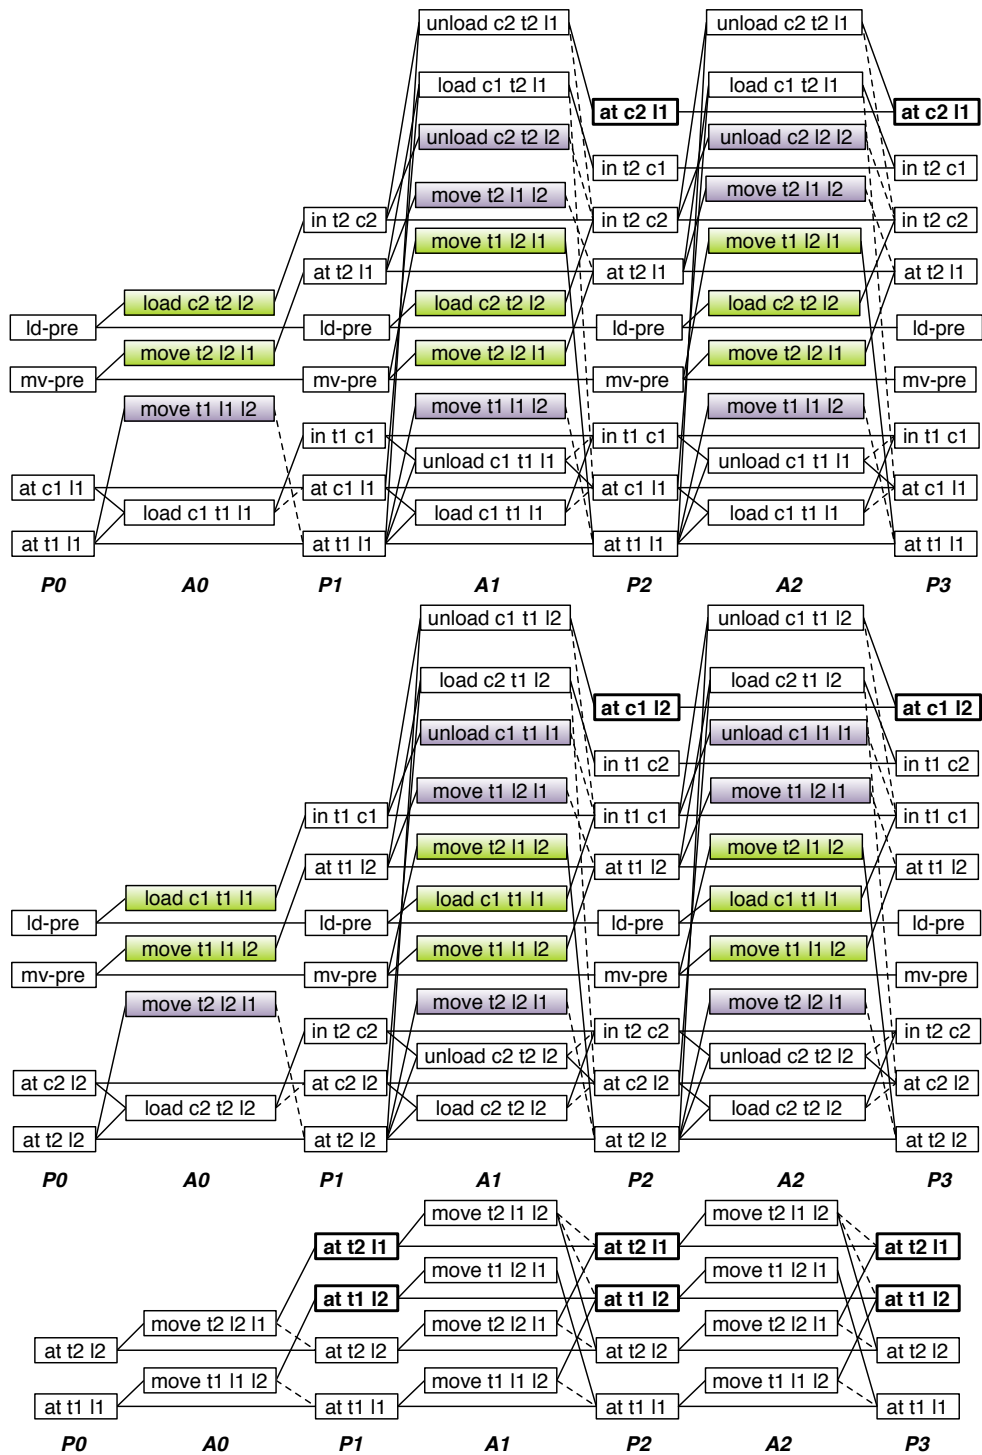 unload c2 t2 l1 unload c2 t2 l1
load c1 t2 l1 load c1 t2 l1
at c2 l1 at c2 l1
unload c2 t2 l2 unload c2 l2 l2
in t2 c1 in t2 c1
move t2 l1 l2 move t2 l1 l2
in t2 c2 in t2 c2 in t2 c2
move t1 l2 l1 move t1 l2 l1
at t2 l1 at t2 l1 at t2 l1
load c2 t2 l2 load c2 t2 l2 load c2 t2 l2
ld-pre ld-pre ld-pre ld-pre
move t2 l2 l1 move t2 l2 l1 move t2 l2 l1
mv-pre mv-pre mv-pre mv-pre
move t1 l1 l2 move t1 l1 l2 move t1 l1 l2
in t1 c1 in t1 c1 in t1 c1
unload c1 t1 l1 unload c1 t1 l1
at c1 l1 at c1 l1 at c1 l1 at c1 l1
load c1 t1 l1 load c1 t1 l1 load c1 t1 l1
at t1 l1 at t1 l1 at t1 l1 at t1 l1
P0 A0 P1 A1 P2 A2 P3
unload c1 t1 l2 unload c1 t1 l2
load c2 t1 l2 load c2 t1 l2
at c1 l2 at c1 l2
unload c1 t1 l1 unload c1 l1 l1
in t1 c2 in t1 c2
move t1 l2 l1 move t1 l2 l1
in t1 c1 in t1 c1 in t1 c1
move t2 l1 l2 move t2 l1 l2
at t1 l2 at t1 l2 at t1 l2
load c1 t1 l1 load c1 t1 l1 load c1 t1 l1
ld-pre ld-pre ld-pre ld-pre
move t1 l1 l2 move t1 l1 l2 move t1 l1 l2
mv-pre mv-pre mv-pre mv-pre
move t2 l2 l1 move t2 l2 l1 move t2 l2 l1
in t2 c2 in t2 c2 in t2 c2
unload c2 t2 l2 unload c2 t2 l2
at c2 l2 at c2 l2 at c2 l2 at c2 l2
load c2 t2 l2 load c2 t2 l2 load c2 t2 l2
at t2 l2 at t2 l2 at t2 l2 at t2 l2
P0 A0 P1 A1 P2 A2 P3
move t2 l1 l2 move t2 l1 l2
at t2 l1 at t2 l1 at t2 l1
move t1 l2 l1 move t1 l2 l1
at t1 l2 at t1 l2 at t1 l2
move t2 l2 l1 move t2 l2 l1 move t2 l2 l1
at t2 l2 at t2 l2 at t2 l2 at t2 l2
move t1 l1 l2 move t1 l1 l2 move t1 l1 l2
at t1 l1 at t1 l1 at t1 l1 at t1 l1
P0 A0 P1 A1 P2 A2 P3